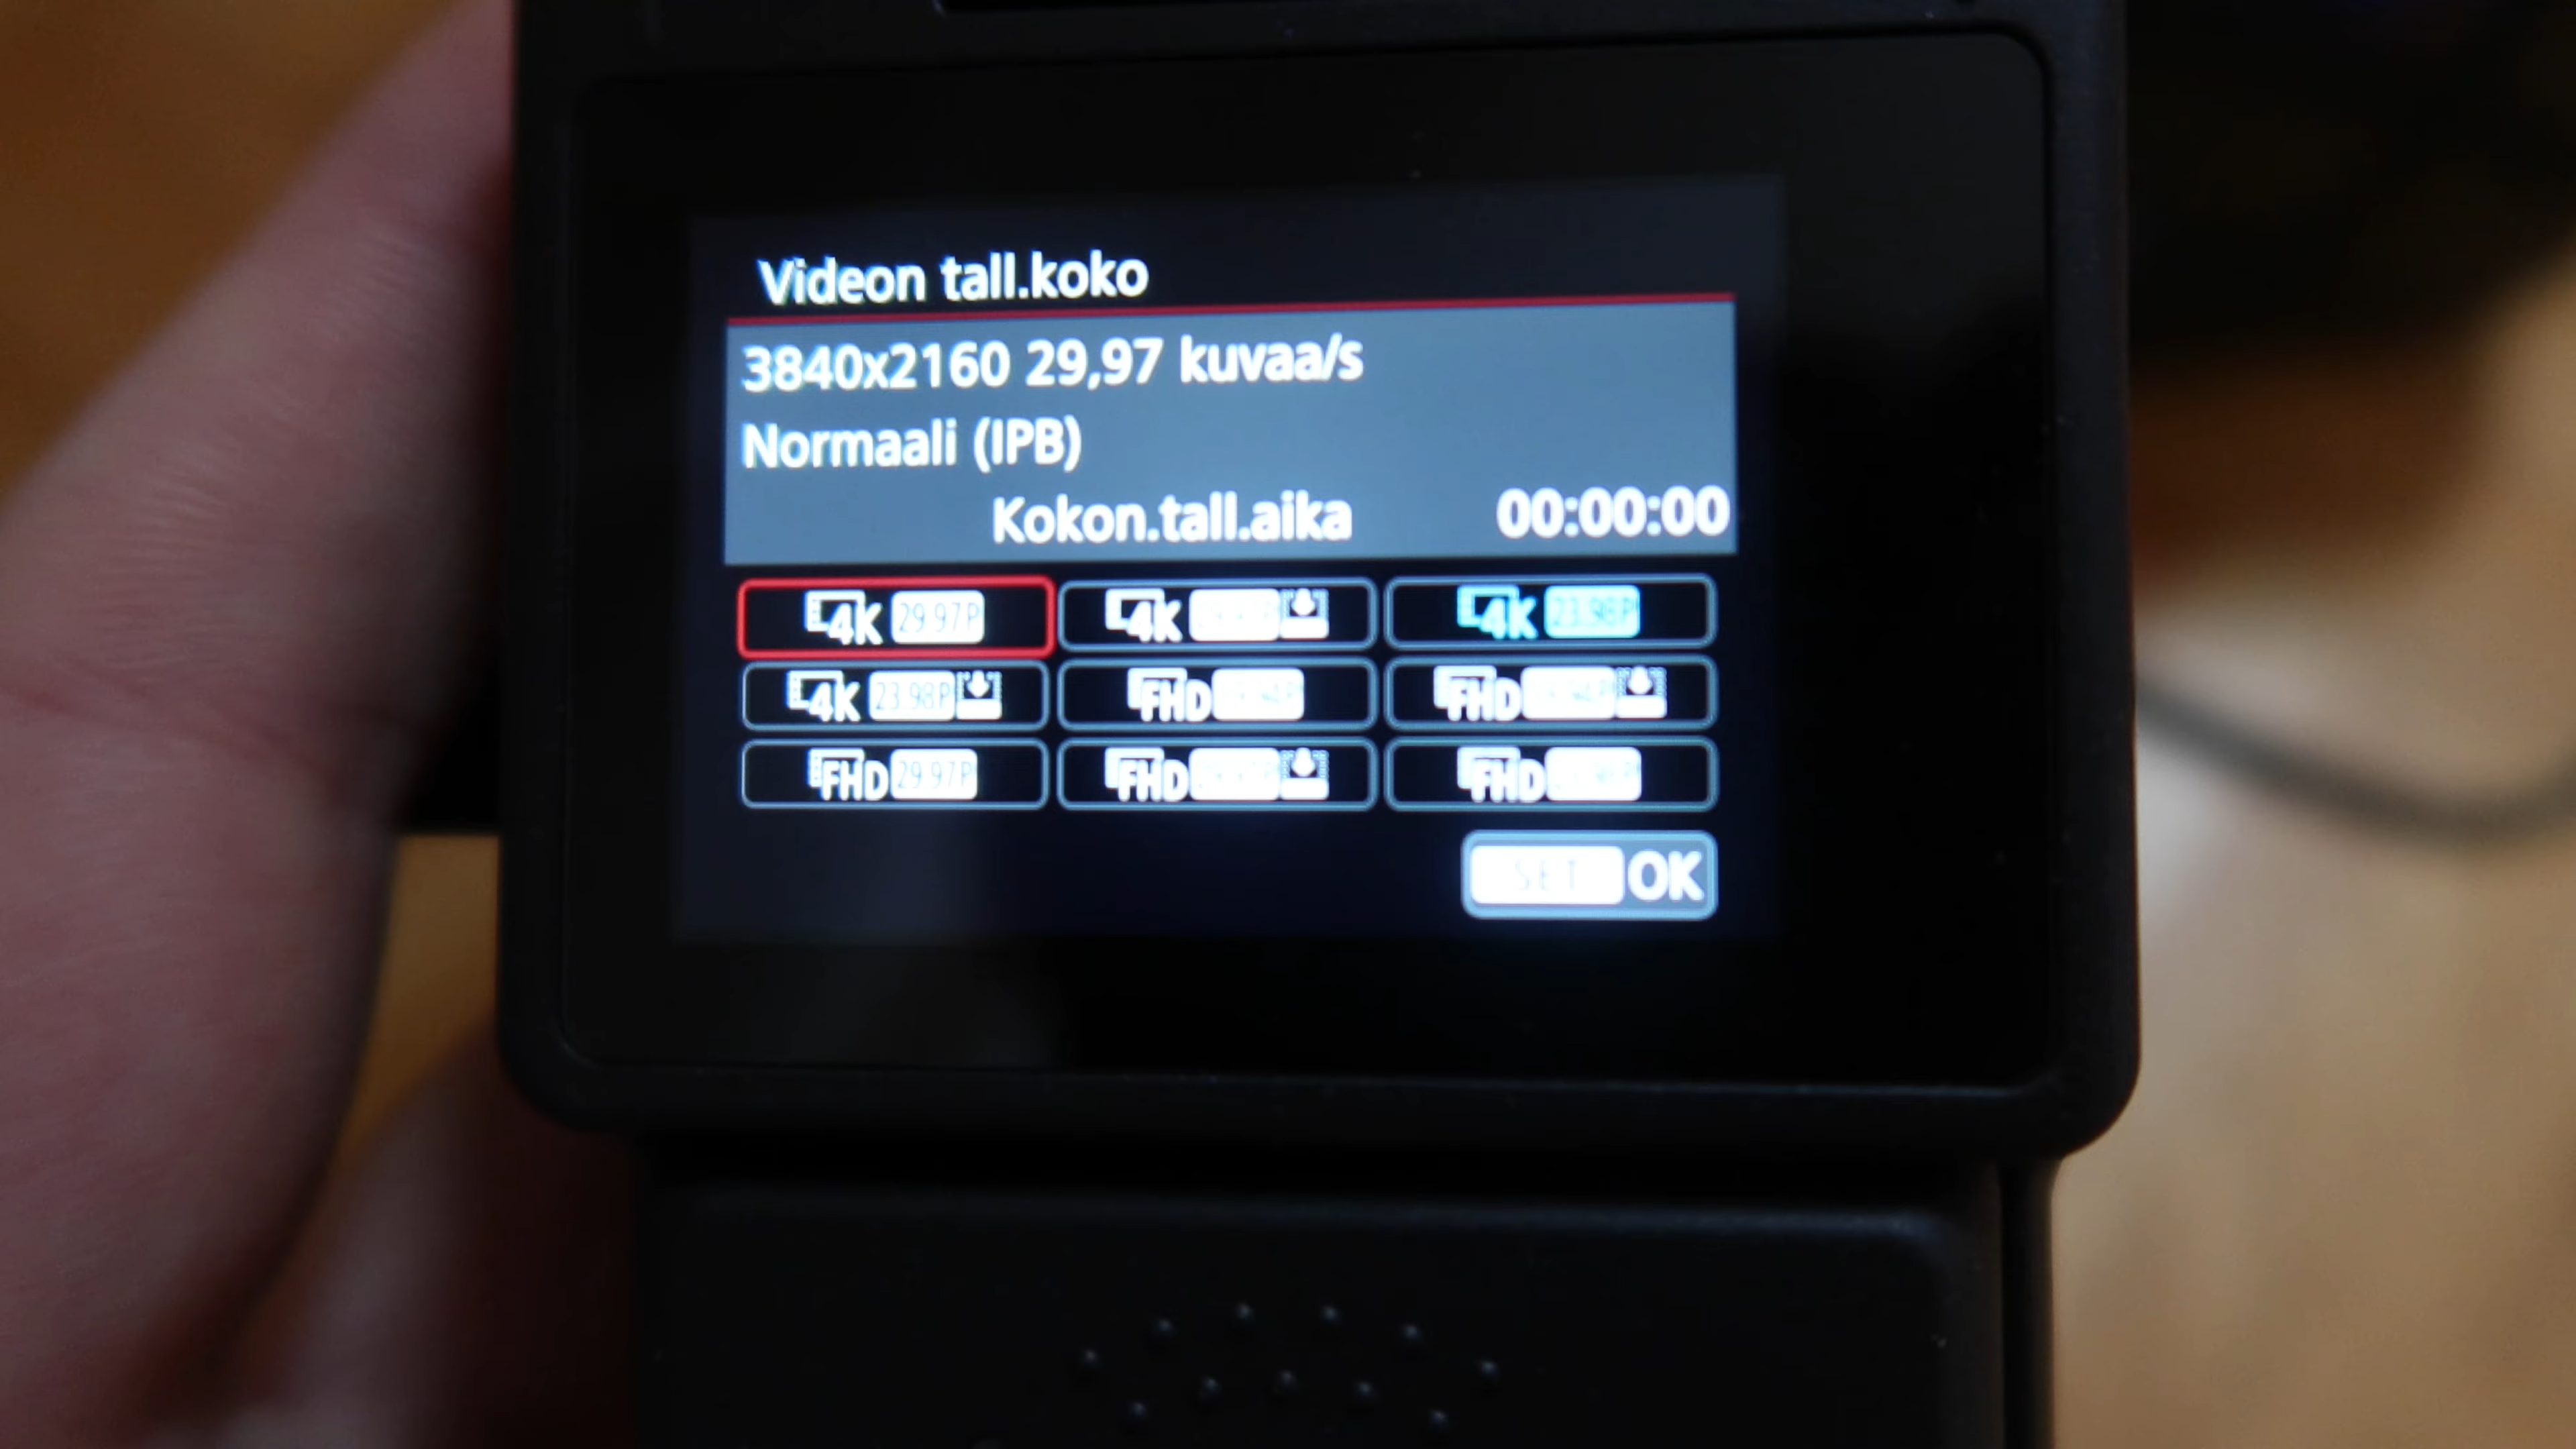 Videon tall.koko
3840x2160 29,97 kuvaa/s
Normaali (IPB)
Kokon.tall.aika 00:00:00
4K 29.97P 4K 4K 23.98P
4K 23.98P FHD FHD
FHD 29.97P FHD FHD
SET OK